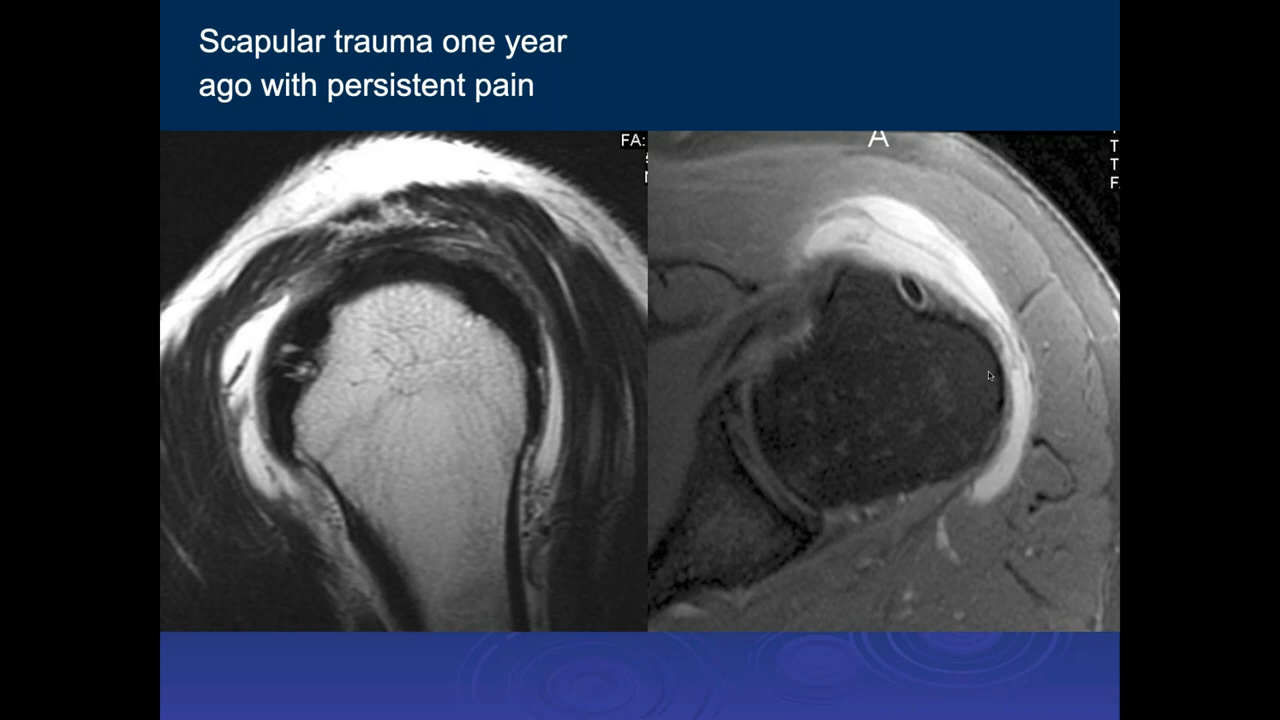 Scapular trauma one year
ago with persistent pain
FA:
A
T
T
F